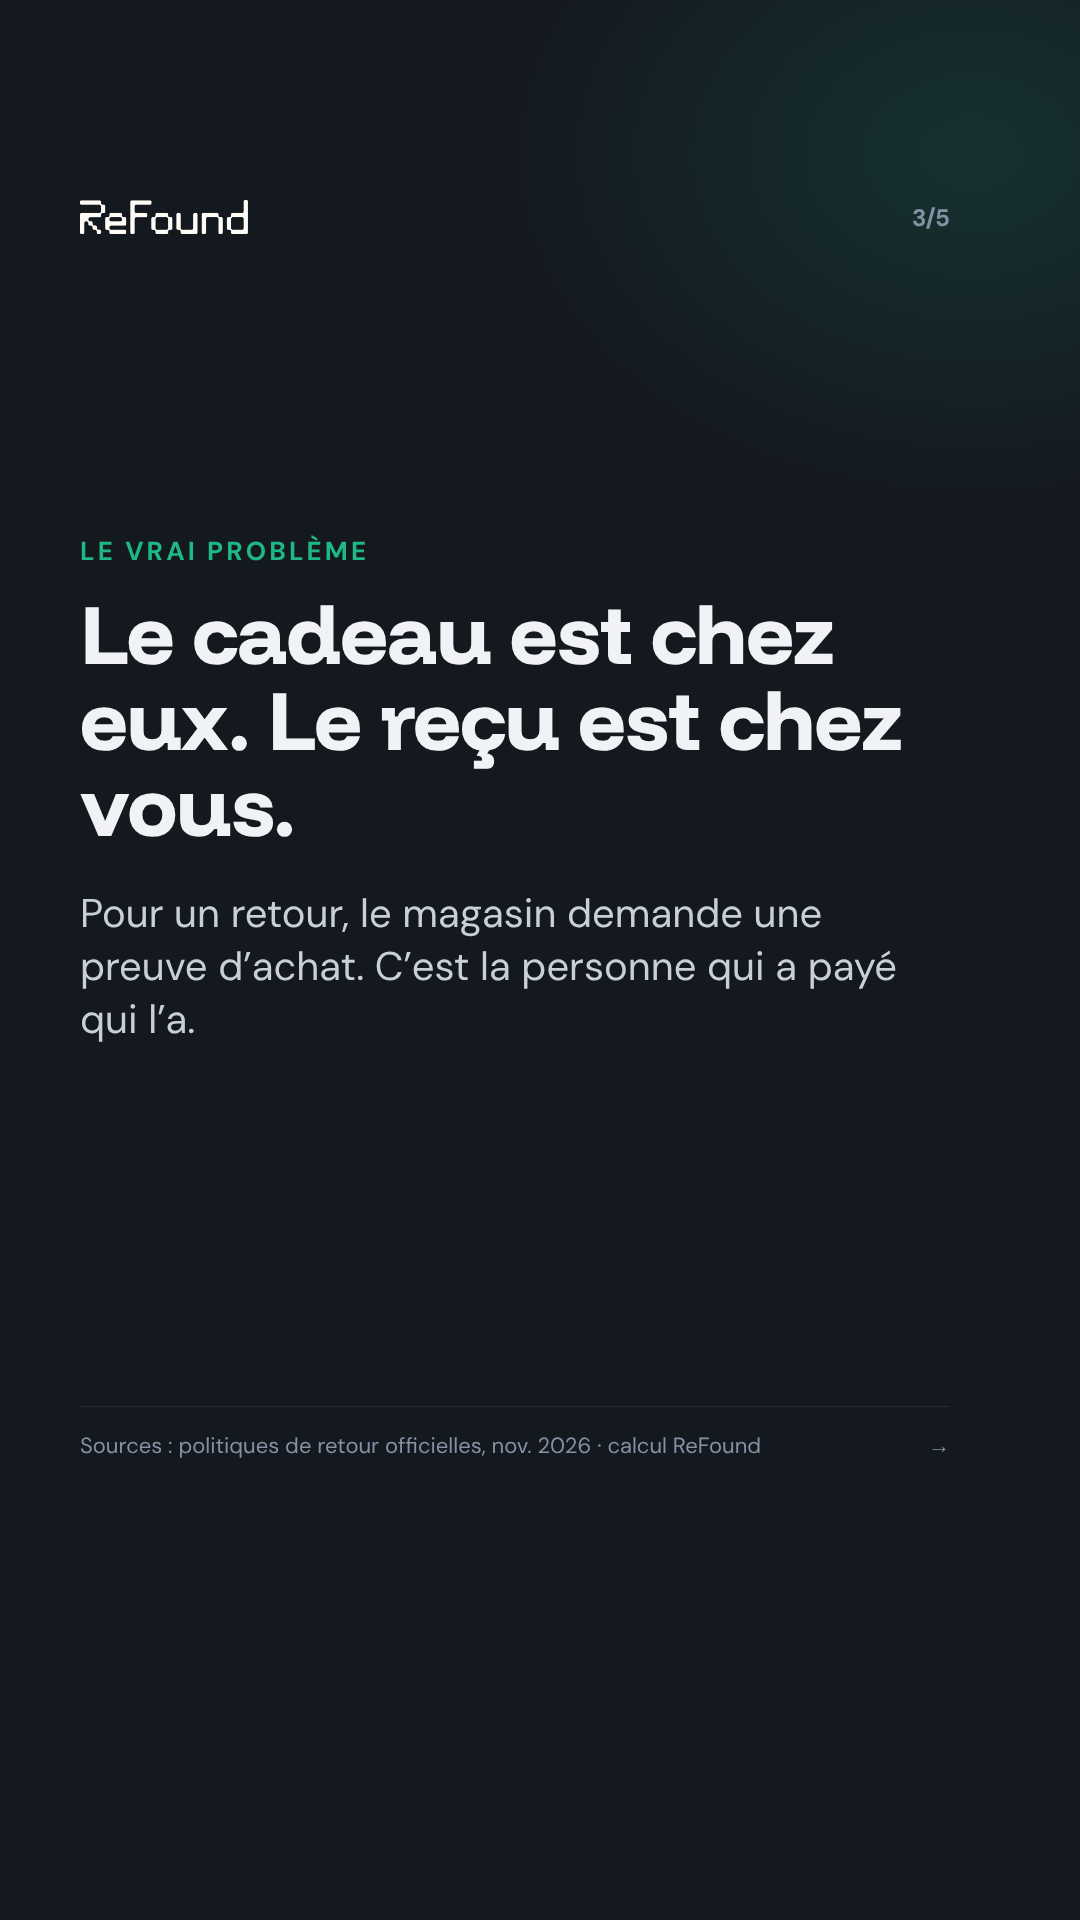 ReFound
3/5
LE VRAI PROBLÈME
Le cadeau est chez
eux. Le reçu est chez
vous.
Pour un retour, le magasin demande une
preuve d’achat. C’est la personne qui a payé
qui l’a.
Sources : politiques de retour officielles, nov. 2026 · calcul ReFound
→